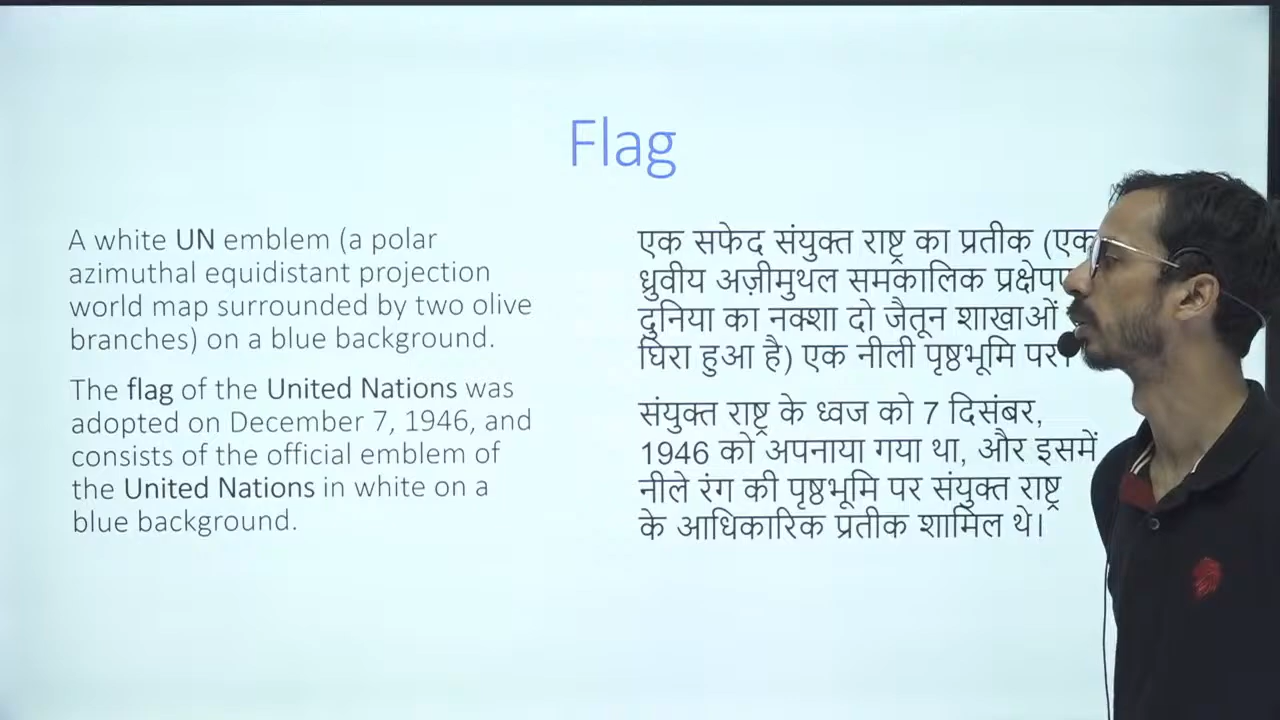 Flag
A white UN emblem (a polar
azimuthal equidistant projection
world map surrounded by two olive
branches) on a blue background.
The flag of the United Nations was
adopted on December 7, 1946, and
consists of the official emblem of
the United Nations in white on a
blue background.
एक सफेद संयुक्त राष्ट्र का प्रतीक (एक
ध्रुवीय अज़ीमुथल समकालिक
दुनिया का नक्शा दो जैतून शाखाओं
घिरा हुआ है) एक नीली पृष्ठभूमि पर
संयुक्त राष्ट्र के ध्वज को 7 दिसंबर,
1946 को अपनाया गया था, और इसमें
नीले रंग की पृष्ठभूमि पर संयुक्त राष्ट्र
के आधिकारिक प्रतीक शामिल थे।